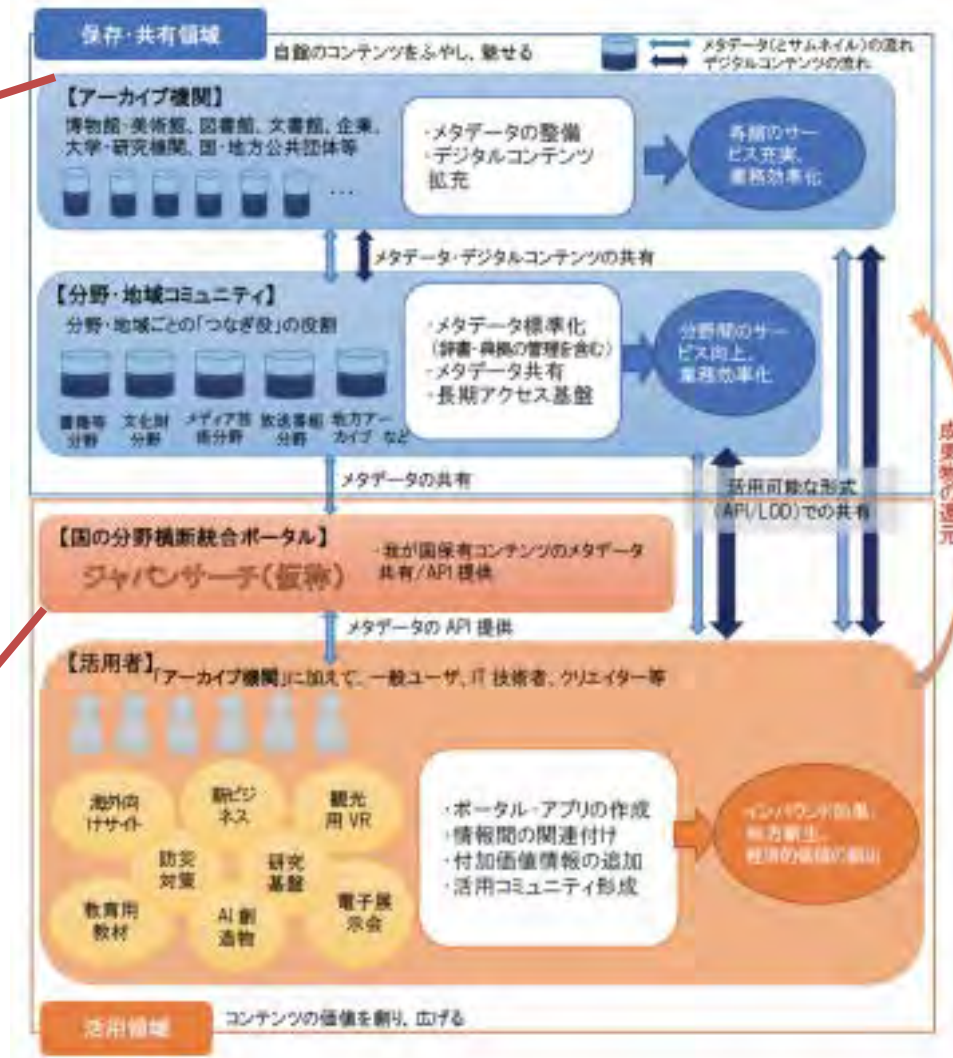 保存・共有領域
自館のコンテンツをふやし、魅せる
メタデータ(とサムネイル)の流れ
デジタルコンテンツの流れ
【アーカイブ機関】
博物館・美術館、図書館、文書館、企業、
大学・研究機関、国・地方公共団体等
…
・メタデータの整備
・デジタルコンテンツ
拡充
各館のサー
ビス充実、
業務効率化
メタデータ・デジタルコンテンツの共有
【分野・地域コミュニティ】
分野・地域ごとの「つなぎ役」の役割
書籍等
分野
文化財
分野
メディア芸
術分野
放送番組
分野
地方アー
カイブ など
・メタデータ標準化
(辞書・典拠の管理を含む)
・メタデータ共有
・長期アクセス基盤
分野間のサー
ビス向上、
業務効率化
メタデータの共有
活用可能な形式
(API/LOD)での共有
成果物の還元
【国の分野横断統合ポータル】
ジャパンサーチ(仮称)
・我が国保有コンテンツのメタデータ
共有/API 提供
メタデータの API 提供
【活用者】
「アーカイブ機関」に加えて、一般ユーザ、IT 技術者、クリエイター等
海外向
けサイト
新ビジ
ネス
観光
用 VR
防災
対策
研究
基盤
教育用
教材
AI 創
造物
電子展
示会
・ポータル・アプリの作成
・情報間の関連付け
・付加価値情報の追加
・活用コミュニティ形成
インバウンド効果、
地方創生、
経済的価値の創出
活用領域
コンテンツの価値を創り、広げる